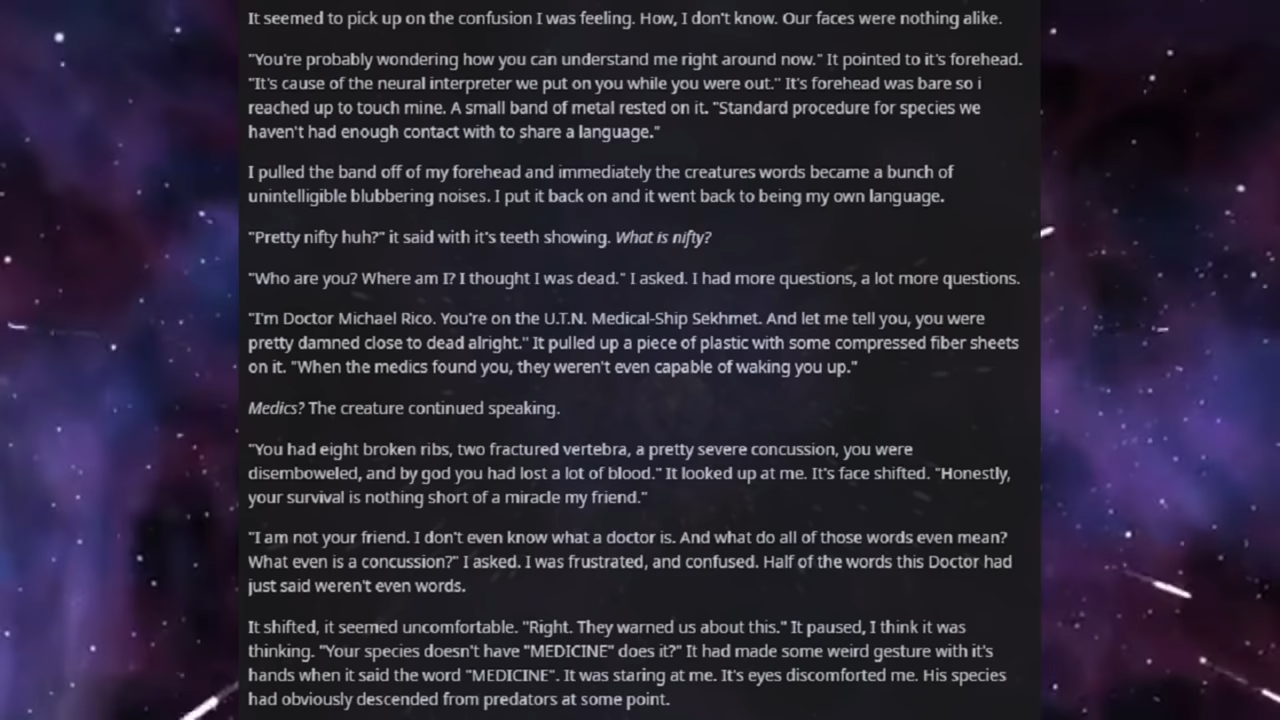 It seemed to pick up on the confusion I was feeling. How, I don't know. Our faces were nothing alike.
"You're probably wondering how you can understand me right around now." It pointed to it's forehead.
"It's cause of the neural interpreter we put on you while you were out." It's forehead was bare so i
reached up to touch mine. A small band of metal rested on it. "Standard procedure for species we
haven't had enough contact with to share a language."
I pulled the band off of my forehead and immediately the creatures words became a bunch of
unintelligible blubbering noises. I put it back on and it went back to being my own language.
"Pretty nifty huh?" it said with it's teeth showing. What is nifty?
"Who are you? Where am I? I thought I was dead." I asked. I had more questions, a lot more questions.
"I'm Doctor Michael Rico. You're on the U.T.N. Medical-Ship Sekhmet. And let me tell you, you were
pretty damned close to dead alright." It pulled up a piece of plastic with some compressed fiber sheets
on it. "When the medics found you, they weren't even capable of waking you up."
Medics? The creature continued speaking.
"You had eight broken ribs, two fractured vertebra, a pretty severe concussion, you were
disemboweled, and by god you had lost a lot of blood." It looked up at me. It's face shifted. "Honestly,
your survival is nothing short of a miracle my friend."
"I am not your friend. I don't even know what a doctor is. And what do all of those words even mean?
What even is a concussion?" I asked. I was frustrated, and confused. Half of the words this Doctor had
just said weren't even words.
It shifted, it seemed uncomfortable. "Right. They warned us about this." It paused, I think it was
thinking. "Your species doesn't have "MEDICINE" does it?" It had made some weird gesture with it's
hands when it said the word "MEDICINE". It was staring at me. It's eyes discomforted me. His species
had obviously descended from predators at some point.